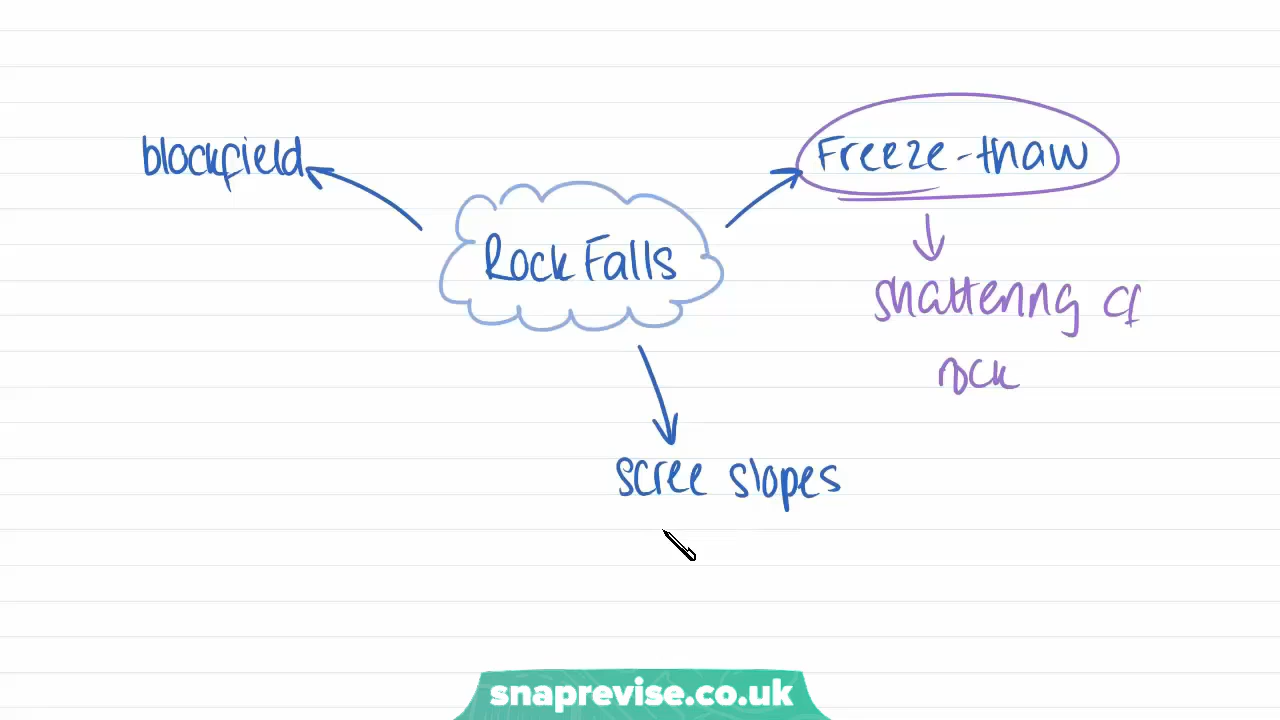 blockfield
Freeze-thaw
Rock Falls
shattering of
rock
scree slopes
snaprevise.co.uk